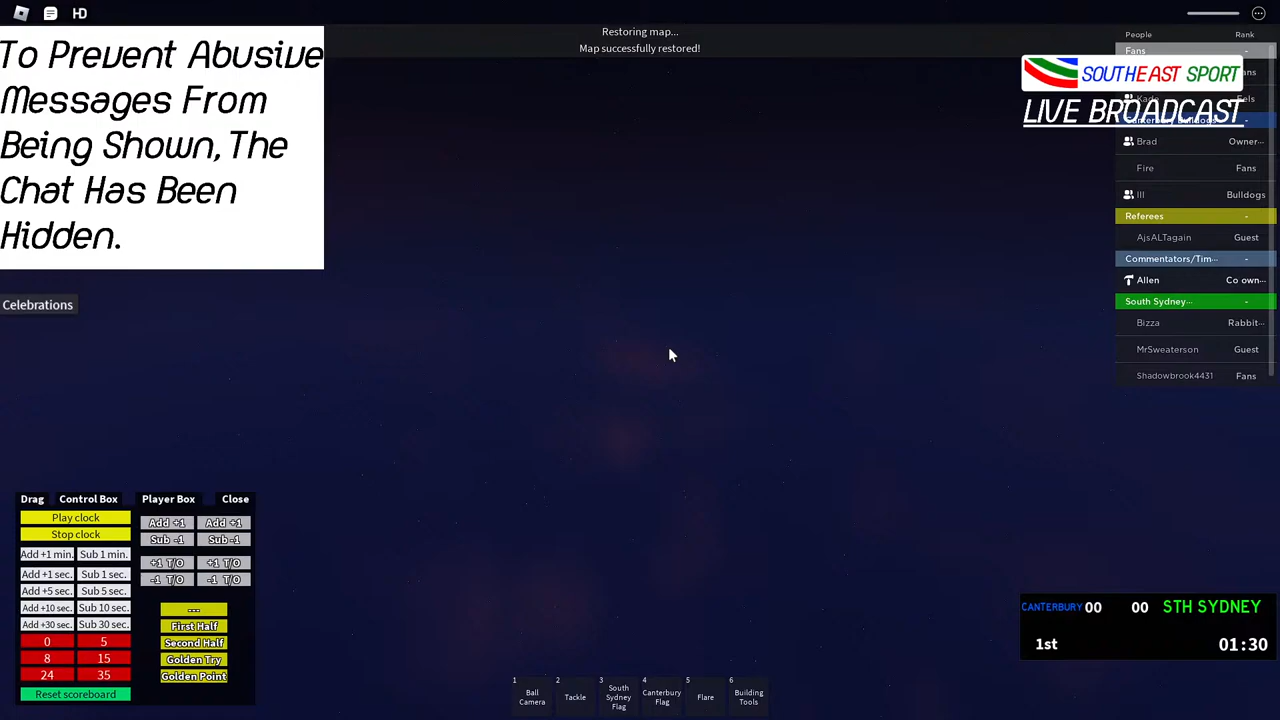 HD
Restoring map...
Map successfully restored!
To Prevent Abusive
Messages From
Being Shown, The
Chat Has Been
Hidden.
Celebrations
People Rank
Fans -
SOUTHEAST SPORT
LIVE BROADCAST
Kade Eels
Canterbury Bulldogs -
Brad Owner...
Fire Fans
III Bulldogs
Referees -
AjsALTagain Guest
Commentators/Tim... -
Allen Co own...
South Sydney... -
Bizza Rabbit...
MrSweaterson Guest
Shadowbrook4431 Fans
Drag Control Box Player Box Close
Play clock
Stop clock
Add +1 min. Sub 1 min.
Add +1 sec. Sub 1 sec.
Add +5 sec. Sub 5 sec.
Add +10 sec. Sub 10 sec.
Add +30 sec. Sub 30 sec.
0 5
8 15
24 35
Reset scoreboard
Add +1 Add +1
Sub -1 Sub -1
+1 T/O +1 T/O
-1 T/O -1 T/O
---
First Half
Second Half
Golden Try
Golden Point
1 Ball Camera
2 Tackle
3 South Sydney Flag
4 Canterbury Flag
5 Flare
6 Building Tools
CANTERBURY 00 00 STH SYDNEY
1st 01:30